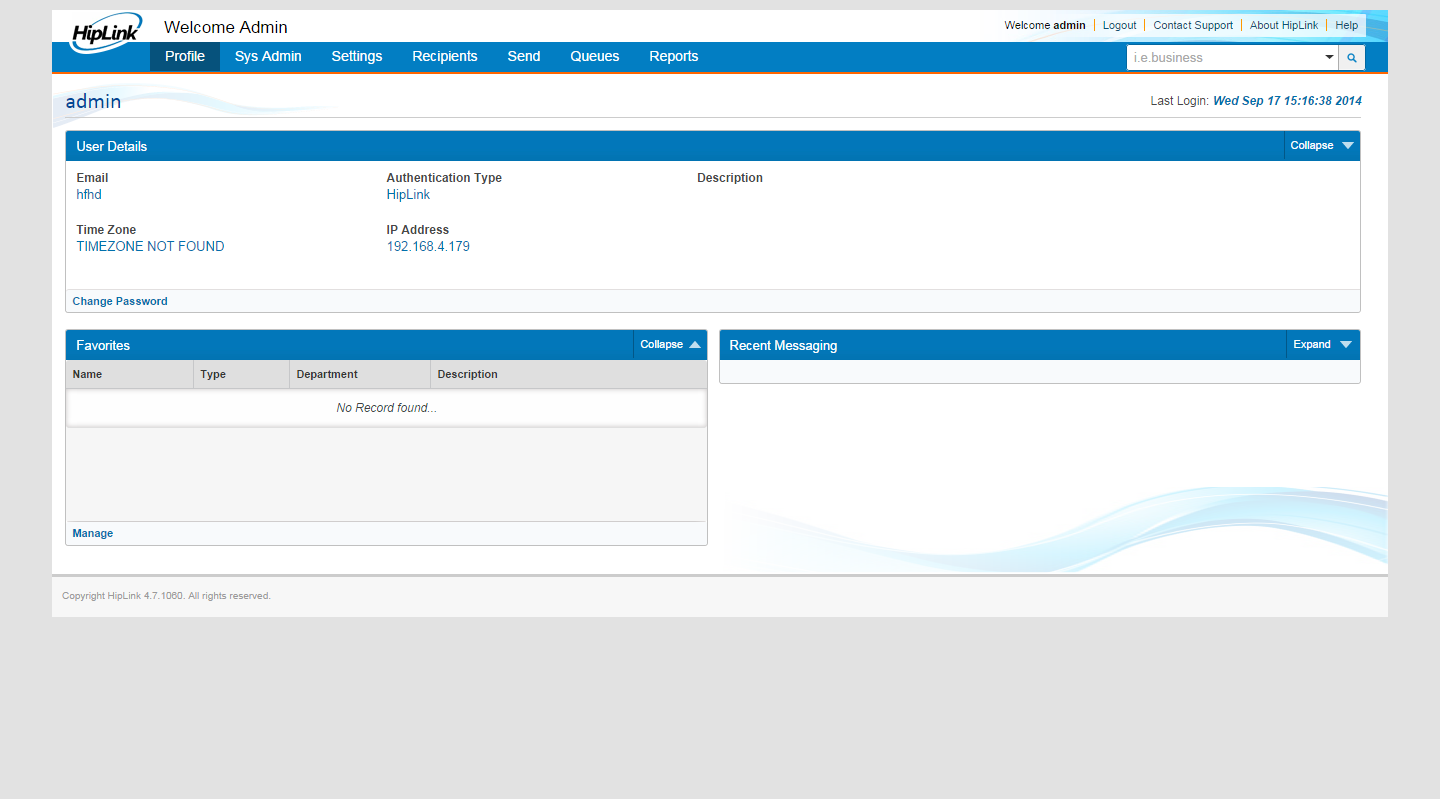 HipLink
Welcome Admin
Welcome admin Logout Contact Support About HipLink Help
Profile Sys Admin Settings Recipients Send Queues Reports
i.e.business
admin
Last Login: Wed Sep 17 15:16:38 2014
User Details
Collapse
Email Authentication Type Description
hfhd HipLink
Time Zone IP Address
TIMEZONE NOT FOUND 192.168.4.179
Change Password
Favorites Collapse
Recent Messaging Expand
Name Type Department Description
No Record found...
Manage
Copyright HipLink 4.7.1060. All rights reserved.